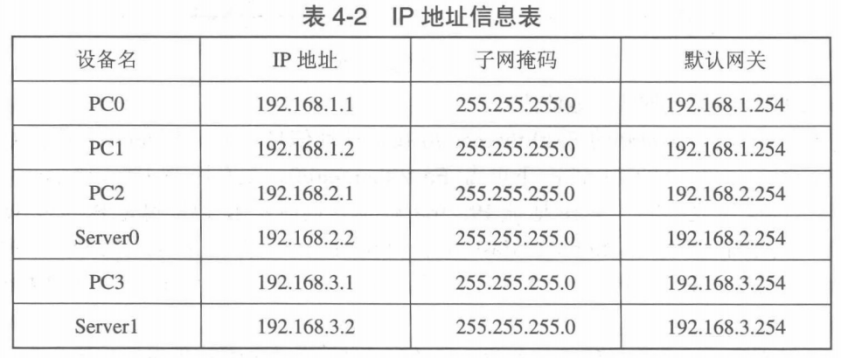 表 4-2 IP 地址信息表
设备名 IP 地址 子网掩码 默认网关
PC0 192.168.1.1 255.255.255.0 192.168.1.254
PC1 192.168.1.2 255.255.255.0 192.168.1.254
PC2 192.168.2.1 255.255.255.0 192.168.2.254
Server0 192.168.2.2 255.255.255.0 192.168.2.254
PC3 192.168.3.1 255.255.255.0 192.168.3.254
Server1 192.168.3.2 255.255.255.0 192.168.3.254